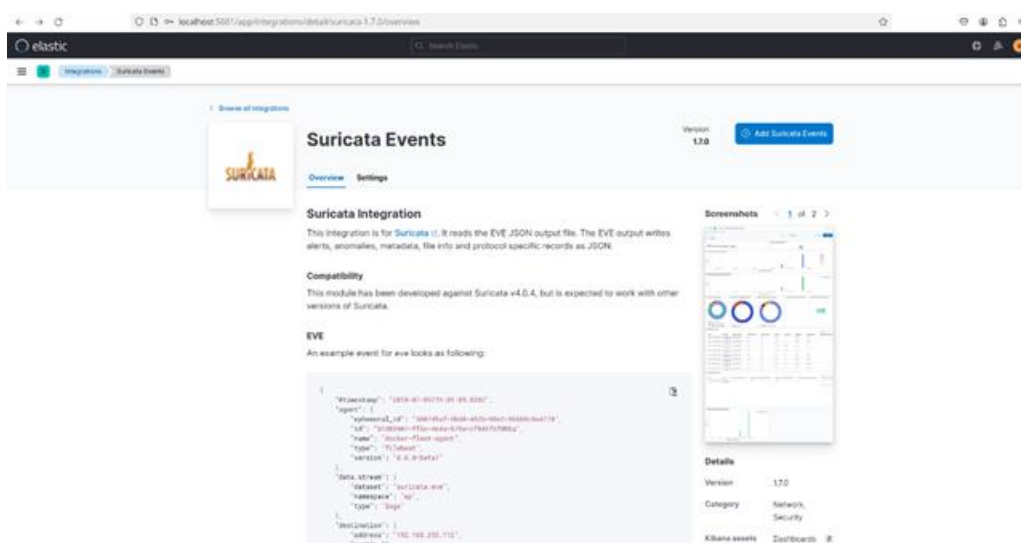 localhost:5601/app/integrations/detail/suricata-1.7.0/overview
elastic
Search Elastic
Integrations
Suricata Events
Browse all integrations
SURICATA
Suricata Events
Version
1.7.0
Add Suricata Events
Overview
Settings
Suricata Integration
This integration is for Suricata. It reads the EVE JSON output file. The EVE output writes
alerts, anomalies, metadata, file info and protocol specific records as JSON.
Compatibility
This module has been developed against Suricata v4.0.4, but is expected to work with other
versions of Suricata.
EVE
An example event for eve looks as following:
{
"@timestamp":
"agent": {
"ephemeral_id":
"id":
"name": "docker-fleet-agent",
"type": "filebeat",
"version":
},
"data_stream": {
"dataset": "suricata.eve",
"namespace": "ep",
"type": "logs"
},
"destination": {
"address":
Screenshots
1 of 2
Details
Version
1.7.0
Category
Network,
Security
Kibana assets
Dashboards 2